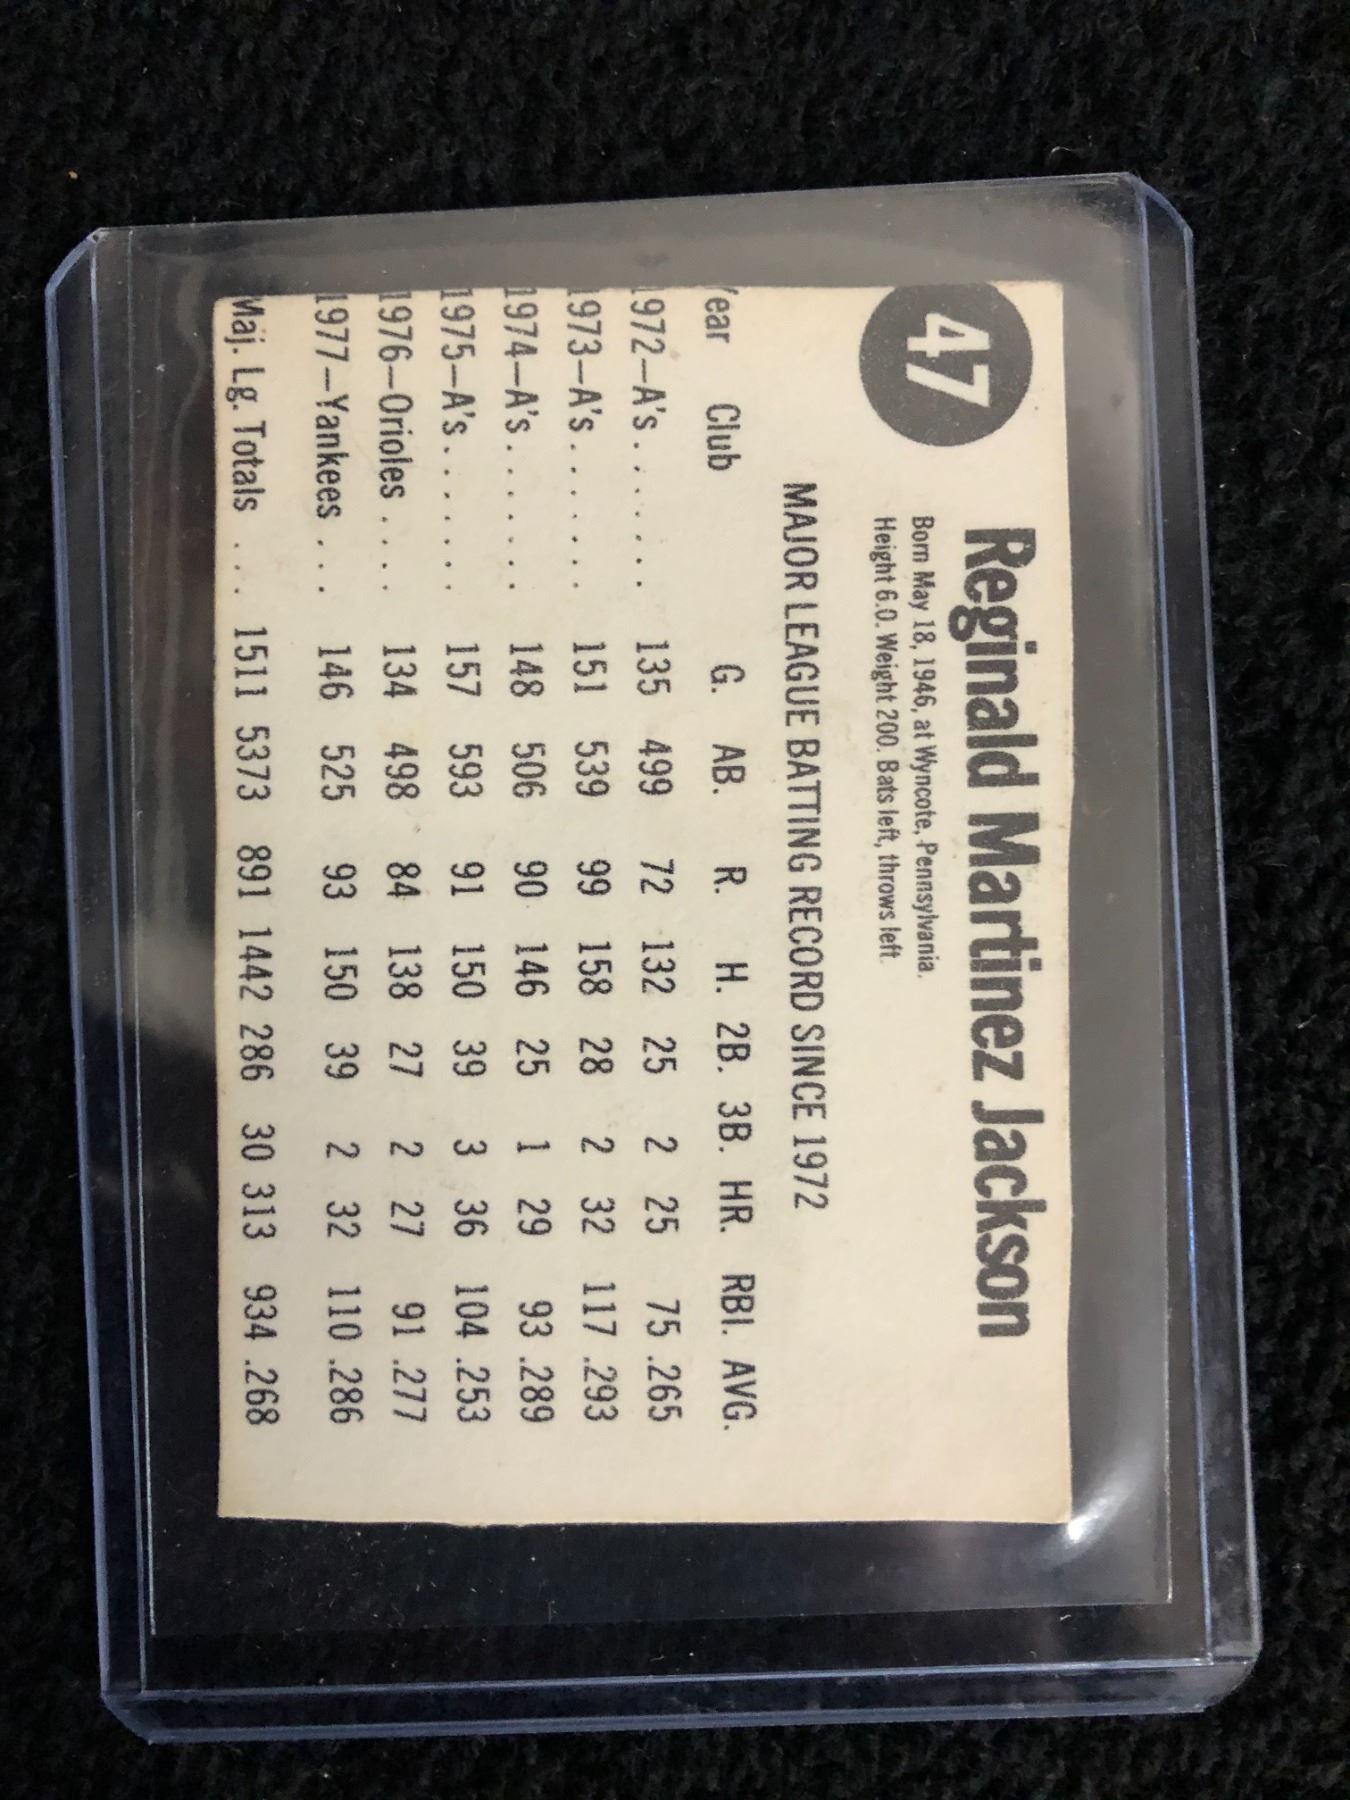 47
Reginald Martinez Jackson
Born May 18, 1946, at Wyncote, Pennsylvania.
Height 6.0. Weight 200. Bats left, throws left.
MAJOR LEAGUE BATTING RECORD SINCE 1972
Year Club G. AB. R. H. 2B. 3B. HR. RBI. AVG.
1972—A's...... 135 499 72 132 25 2 25 75 .265
1973—A's...... 151 539 99 158 28 2 32 117 .293
1974—A's...... 148 506 90 146 25 1 29 93 .289
1975—A's...... 157 593 91 150 39 3 36 104 .253
1976—Orioles.... 134 498 84 138 27 2 27 91 .277
1977—Yankees... 146 525 93 150 39 2 32 110 .286
Maj. Lg. Totals ... 1511 5373 891 1442 286 30 313 934 .268